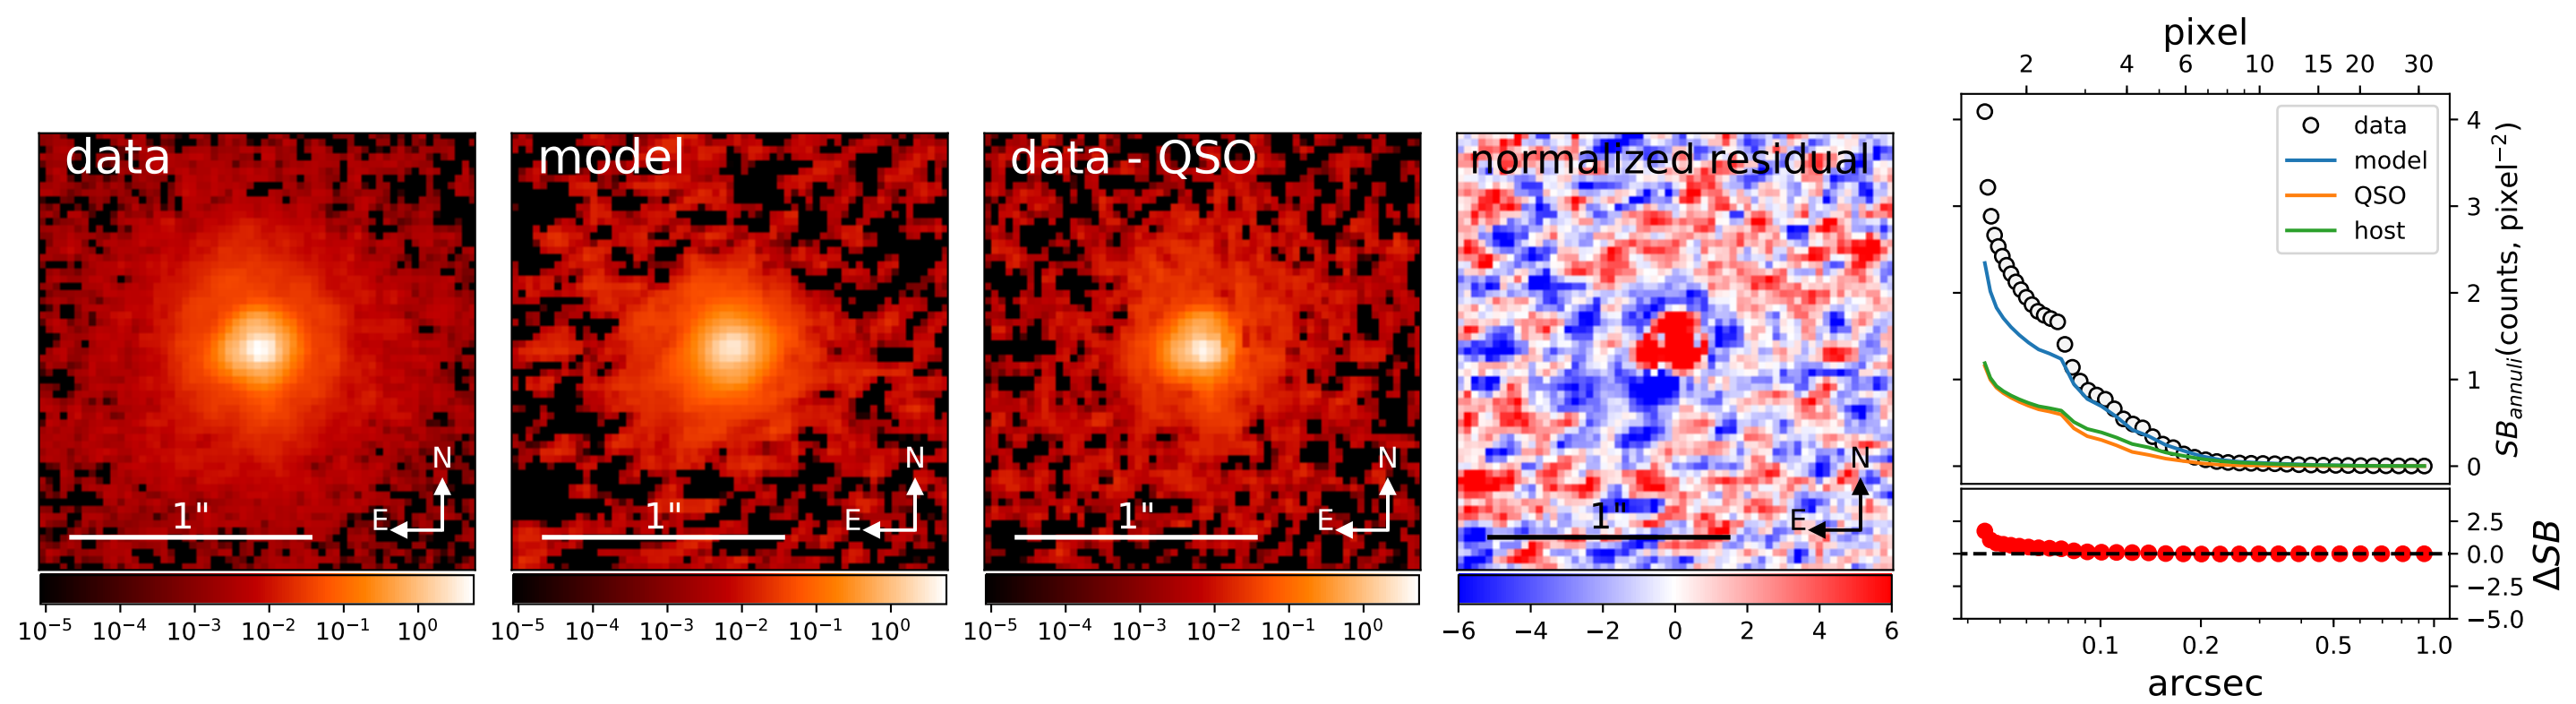 data
N
E
1"
10⁻⁵ 10⁻⁴ 10⁻³ 10⁻² 10⁻¹ 10⁰
model
N
E
1"
10⁻⁵ 10⁻⁴ 10⁻³ 10⁻² 10⁻¹ 10⁰
data - QSO
N
E
1"
10⁻⁵ 10⁻⁴ 10⁻³ 10⁻² 10⁻¹ 10⁰
normalized residual
N
E
1"
−6 −4 −2 0 2 4 6
pixel
2 4 6 10 15 20 30
data
model
QSO
host
4
3
2
1
0
SB_annuli(counts, pixel⁻²)
2.5
0.0
−2.5
−5.0
ΔSB
0.1 0.2 0.5 1.0
arcsec